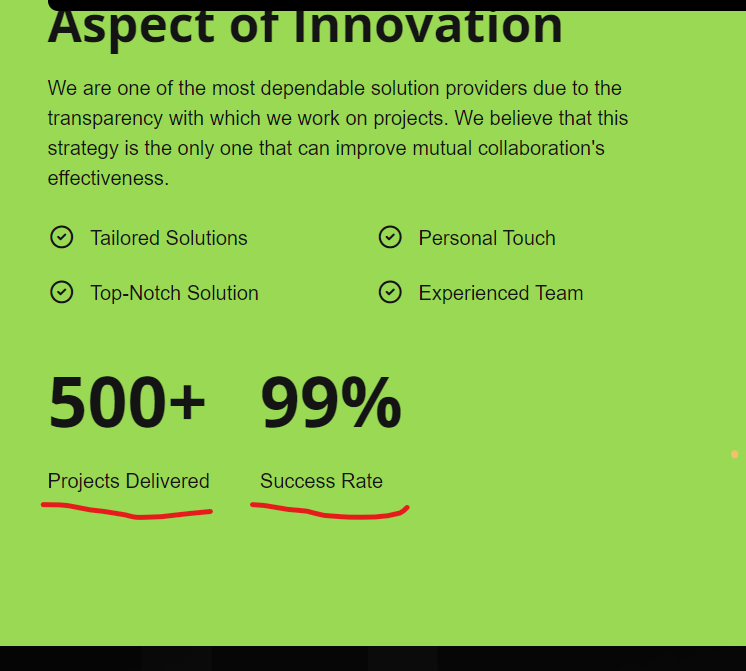 Aspect of Innovation
We are one of the most dependable solution providers due to the
transparency with which we work on projects. We believe that this
strategy is the only one that can improve mutual collaboration's
effectiveness.
Tailored Solutions
Personal Touch
Top-Notch Solution
Experienced Team
500+
99%
Projects Delivered
Success Rate